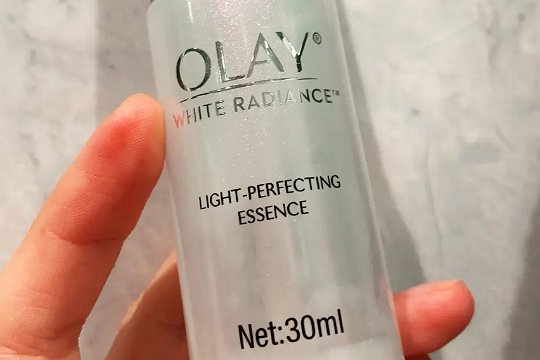 OLAY®
WHITE RADIANCE™
LIGHT-PERFECTING
ESSENCE
Net:30ml